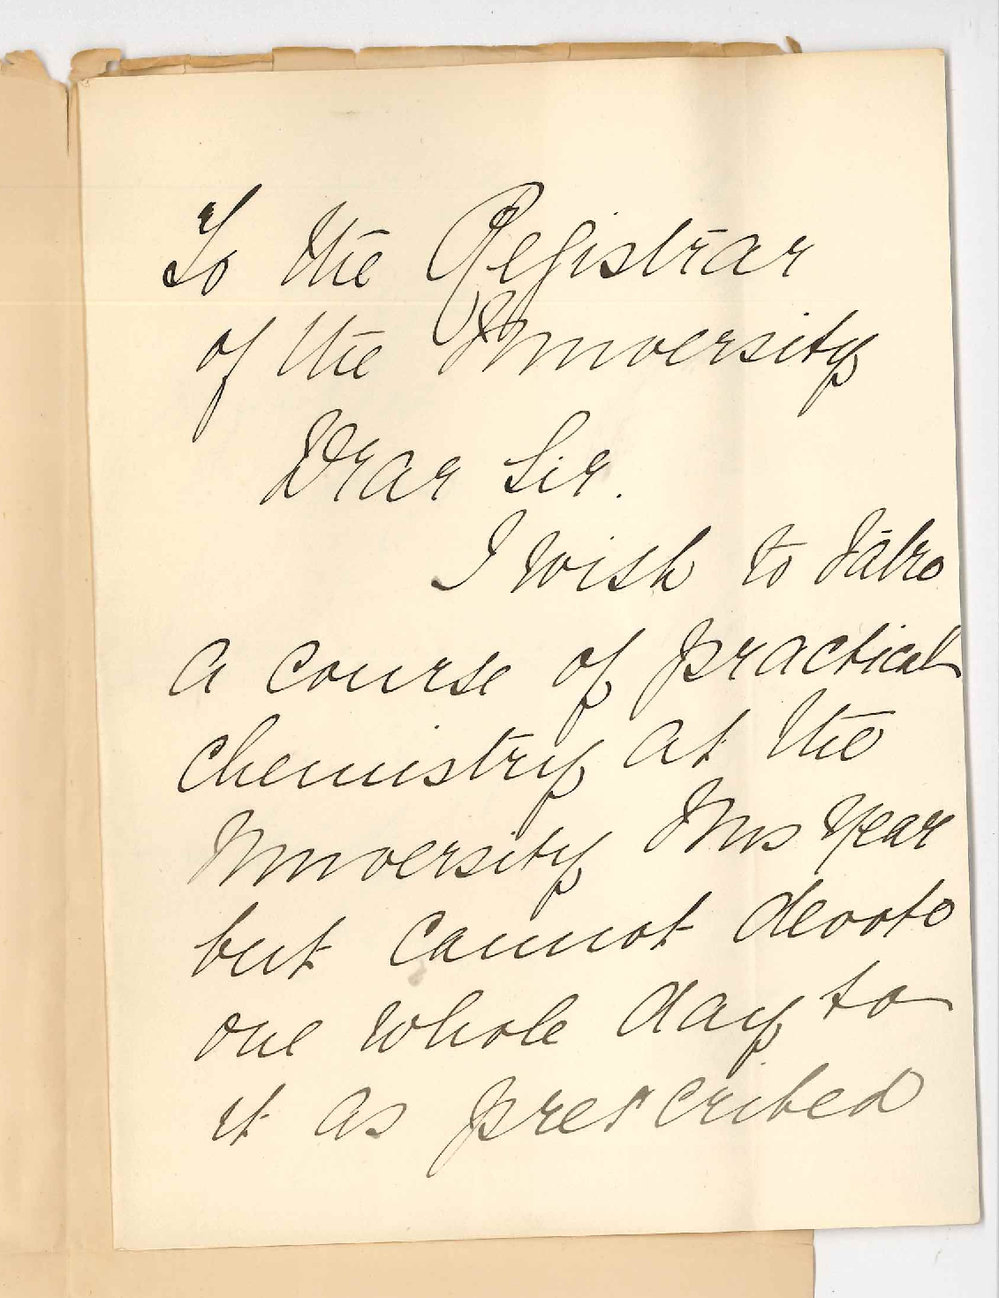 To the Registrar
of the University
Dear Sir.
I wish to take
a course of practical
chemistry at the
University this year
but cannot devote
one whole day to
it as prescribed